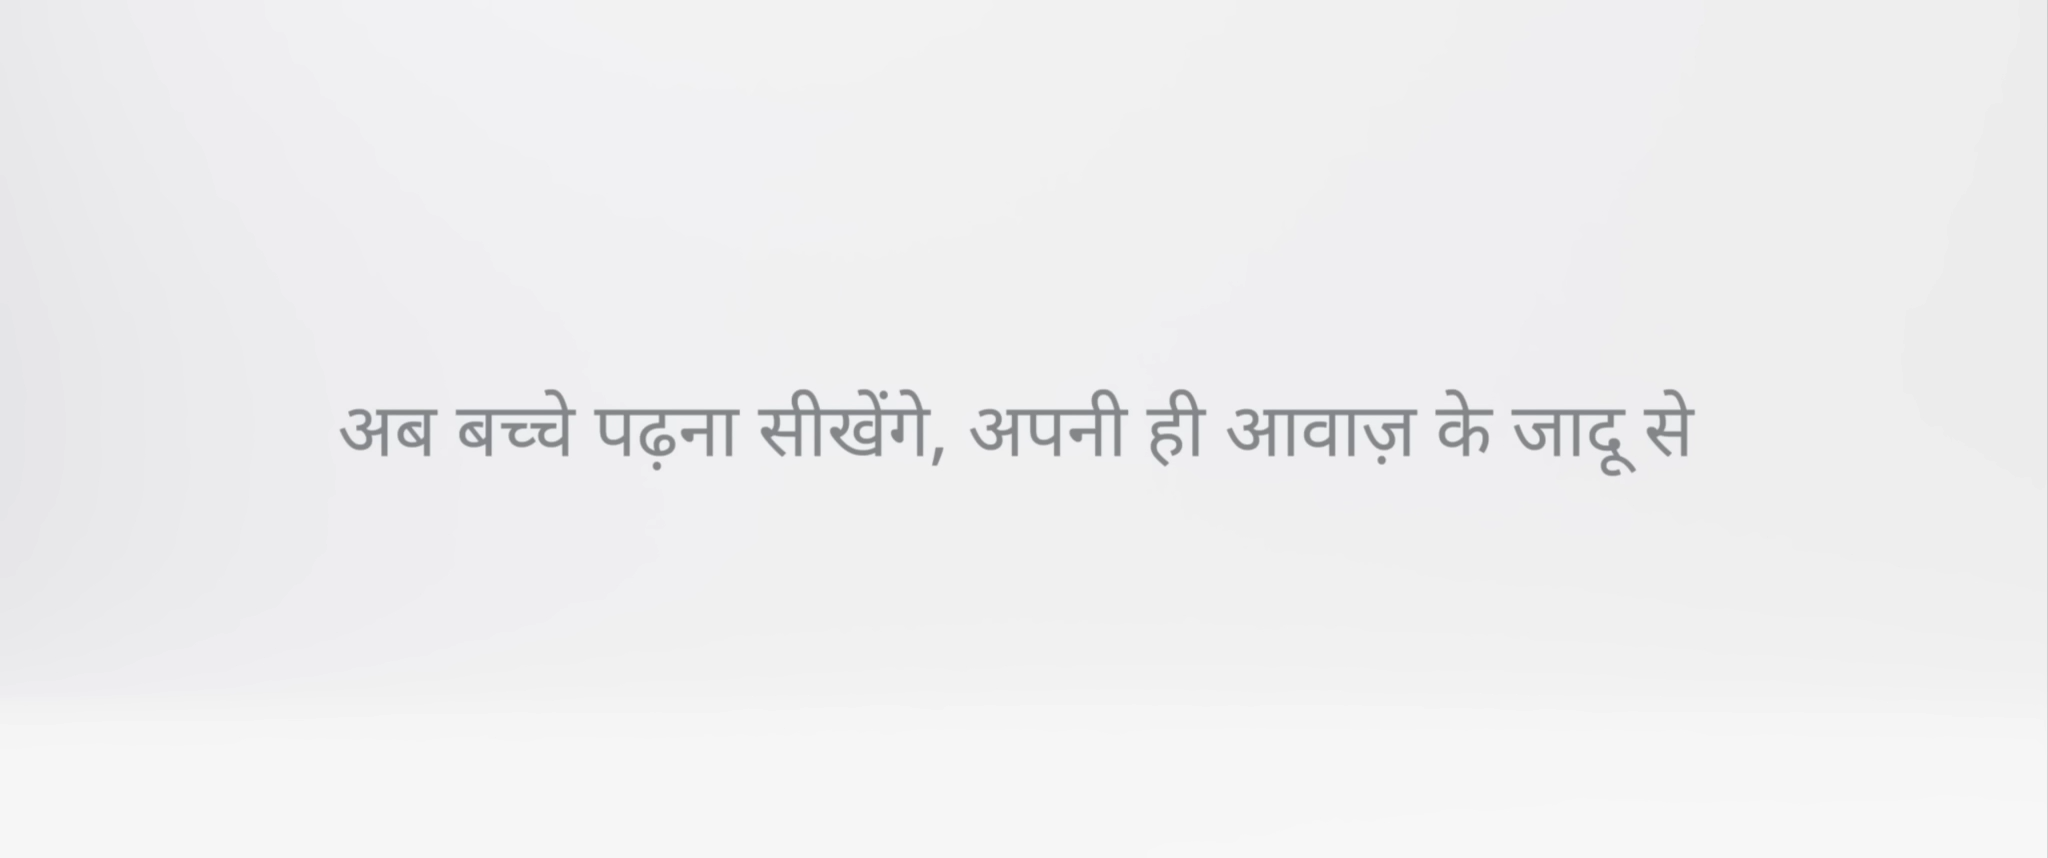 अब बच्चे पढ़ना सीखेंगे, अपनी ही आवाज़ के जादू से